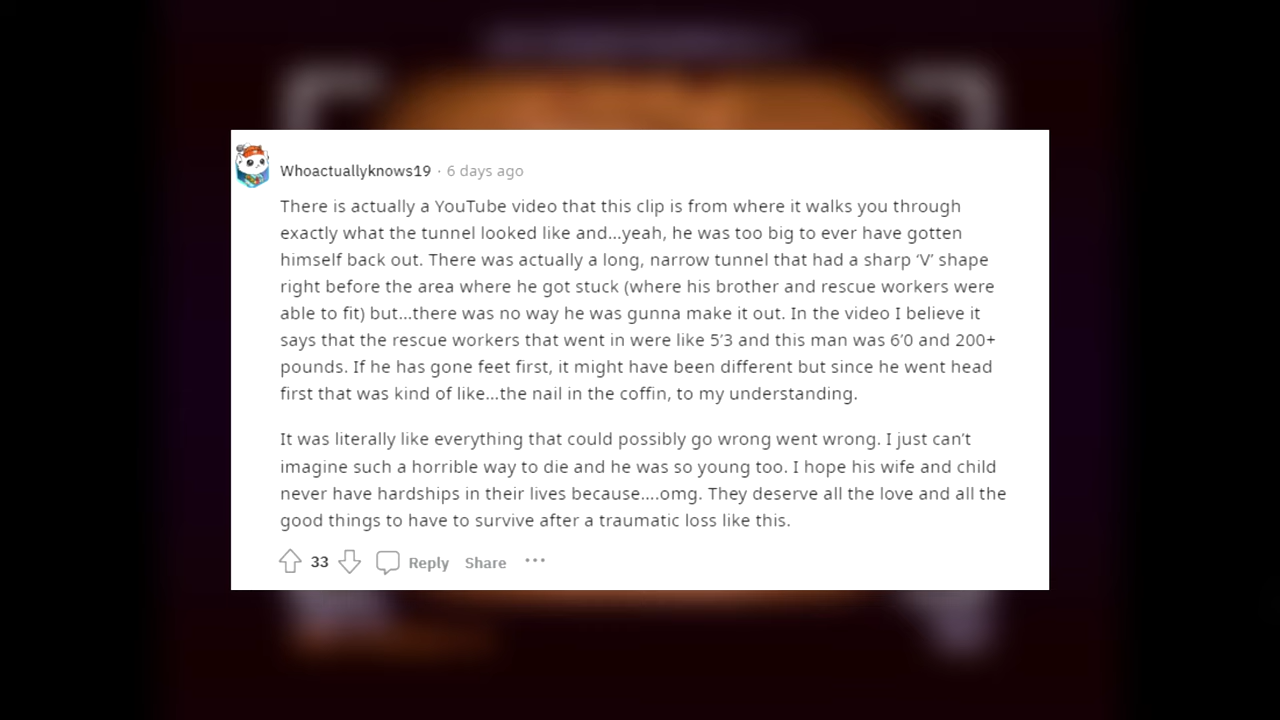 Whoactuallyknows19 · 6 days ago
There is actually a YouTube video that this clip is from where it walks you through
exactly what the tunnel looked like and...yeah, he was too big to ever have gotten
himself back out. There was actually a long, narrow tunnel that had a sharp ‘V’ shape
right before the area where he got stuck (where his brother and rescue workers were
able to fit) but...there was no way he was gunna make it out. In the video I believe it
says that the rescue workers that went in were like 5’3 and this man was 6’0 and 200+
pounds. If he has gone feet first, it might have been different but since he went head
first that was kind of like...the nail in the coffin, to my understanding.
It was literally like everything that could possibly go wrong went wrong. I just can’t
imagine such a horrible way to die and he was so young too. I hope his wife and child
never have hardships in their lives because....omg. They deserve all the love and all the
good things to have to survive after a traumatic loss like this.
33 Reply Share ...